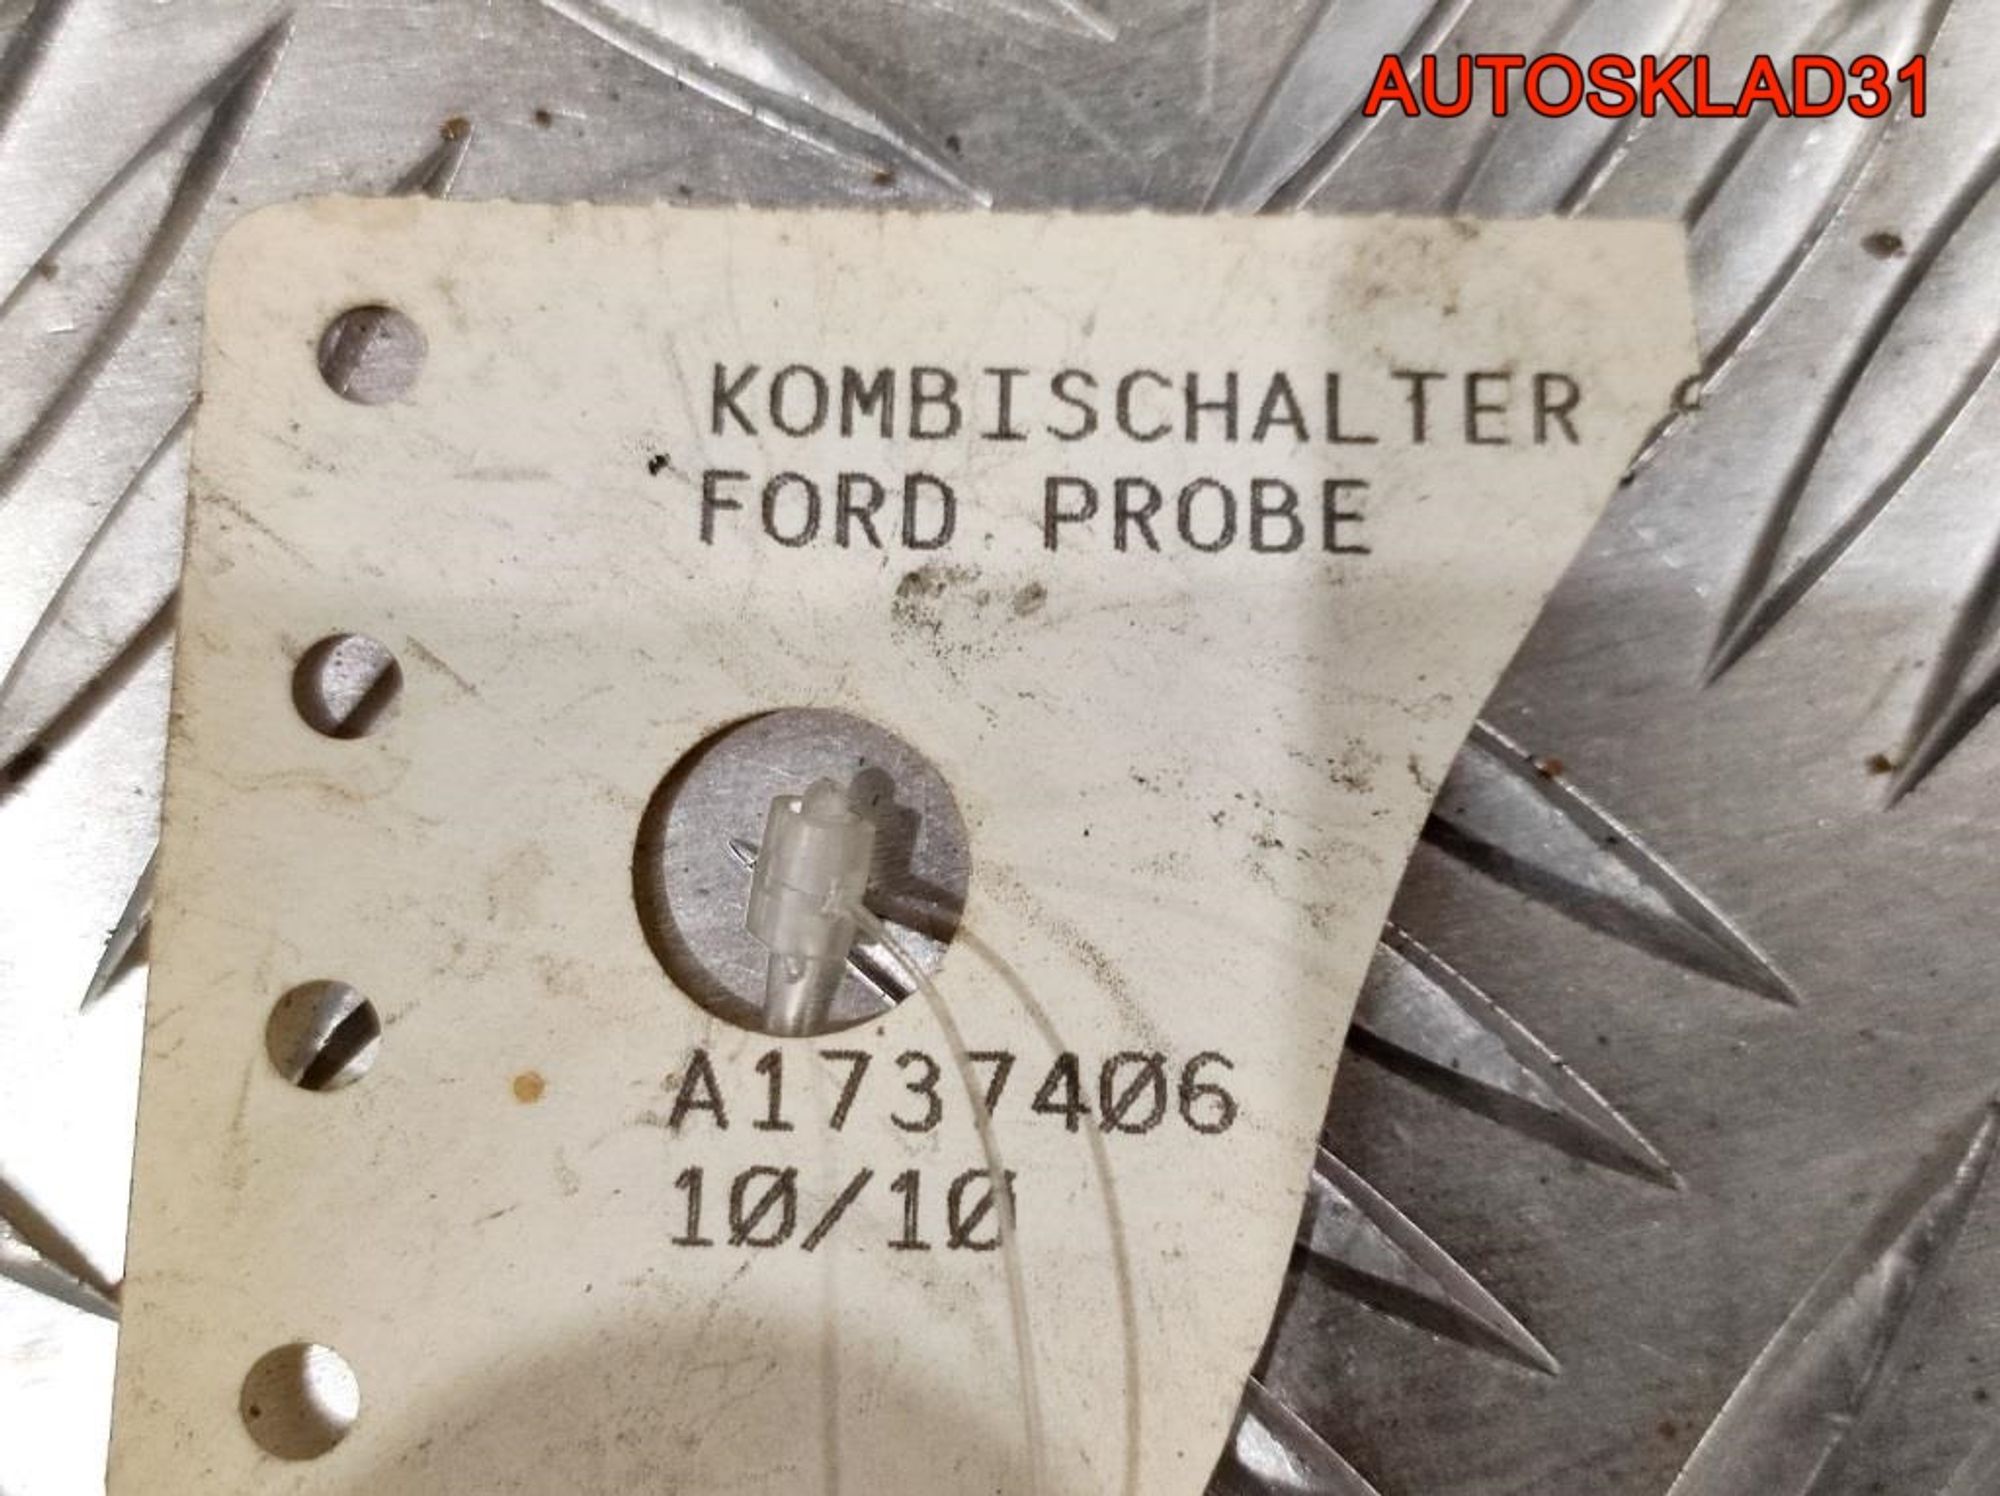 AUTOSKLAD31
KOMBISCHALTER
FORD PROBE
A1737406
10/10